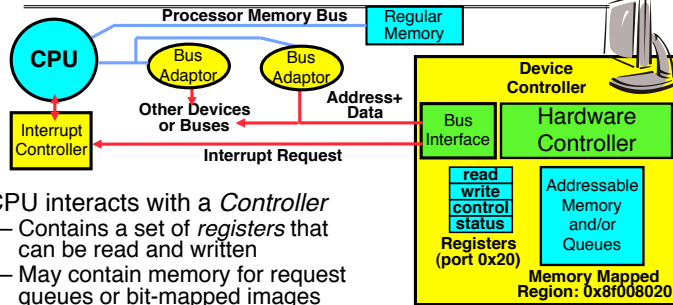 Processor Memory Bus
Regular
Memory
CPU
Bus
Adaptor
Bus
Adaptor
Other Devices
or Buses
Address+
Data
Interrupt
Controller
Interrupt Request
Device
Controller
Bus
Interface
Hardware
Controller
read
write
control
status
Registers
(port 0x20)
Addressable
Memory
and/or
Queues
Memory Mapped
Region: 0x8f008020
CPU interacts with a Controller
– Contains a set of registers that
can be read and written
– May contain memory for request
queues or bit-mapped images